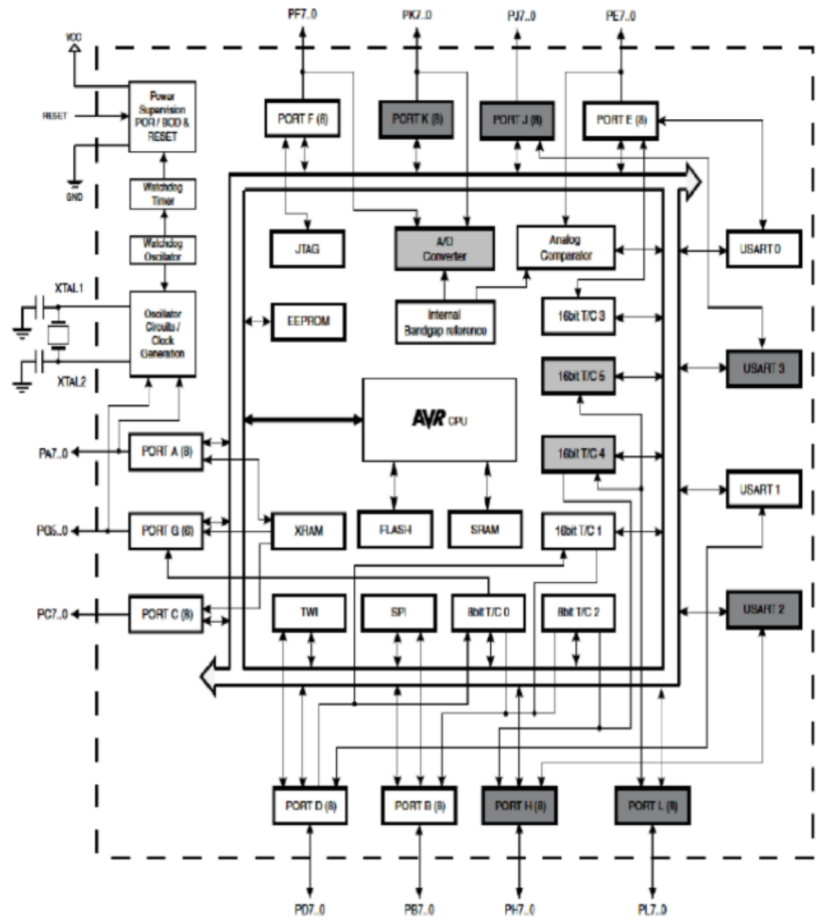 PF7..0
PK7..0
PJ7..0
PE7..0
VCC
RESET
GND
Power
Supervision
POR / BOD &
RESET
PORT F (8)
PORT K (8)
PORT J (8)
PORT E (8)
Watchdog
Timer
Watchdog
Oscillator
JTAG
A/D
Converter
Analog
Comparator
USART 0
XTAL1
XTAL2
Oscillator
Circuits /
Clock
Generation
EEPROM
Internal
Bandgap reference
16bit T/C 3
16bit T/C 5
USART 3
AVR CPU
PA7..0
PORT A (8)
16bit T/C 4
USART 1
PG5..0
PORT G (6)
XRAM
FLASH
SRAM
16bit T/C 1
PC7..0
PORT C (8)
TWI
SPI
8bit T/C 0
8bit T/C 2
USART 2
PORT D (8)
PORT B (8)
PORT H (8)
PORT L (8)
PD7..0
PB7..0
PH7..0
PL7..0